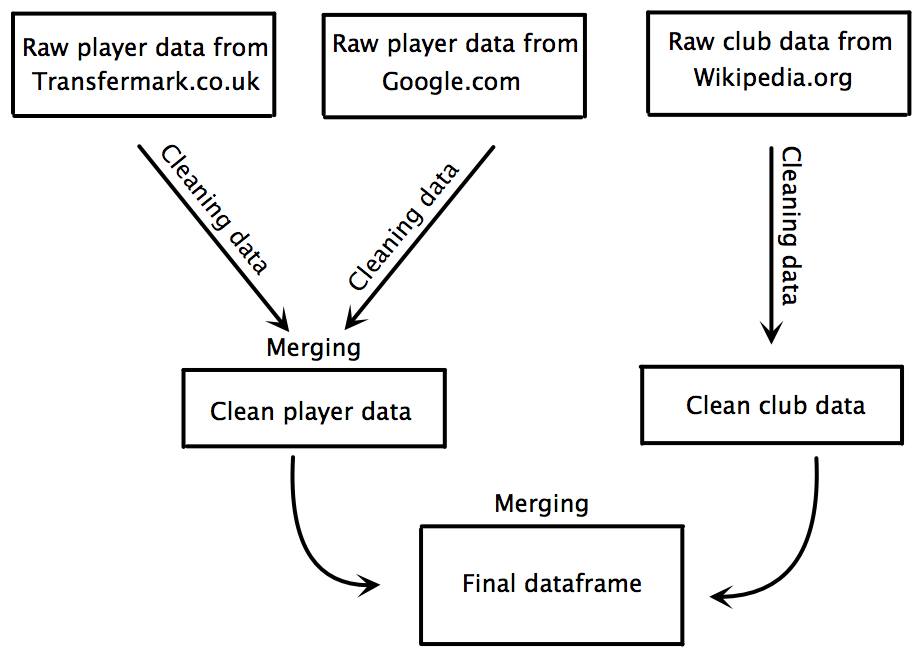 Raw player data from
Transfermark.co.uk
Raw player data from
Google.com
Raw club data from
Wikipedia.org
Cleaning data
Cleaning data
Cleaning data
Merging
Clean player data
Clean club data
Merging
Final dataframe